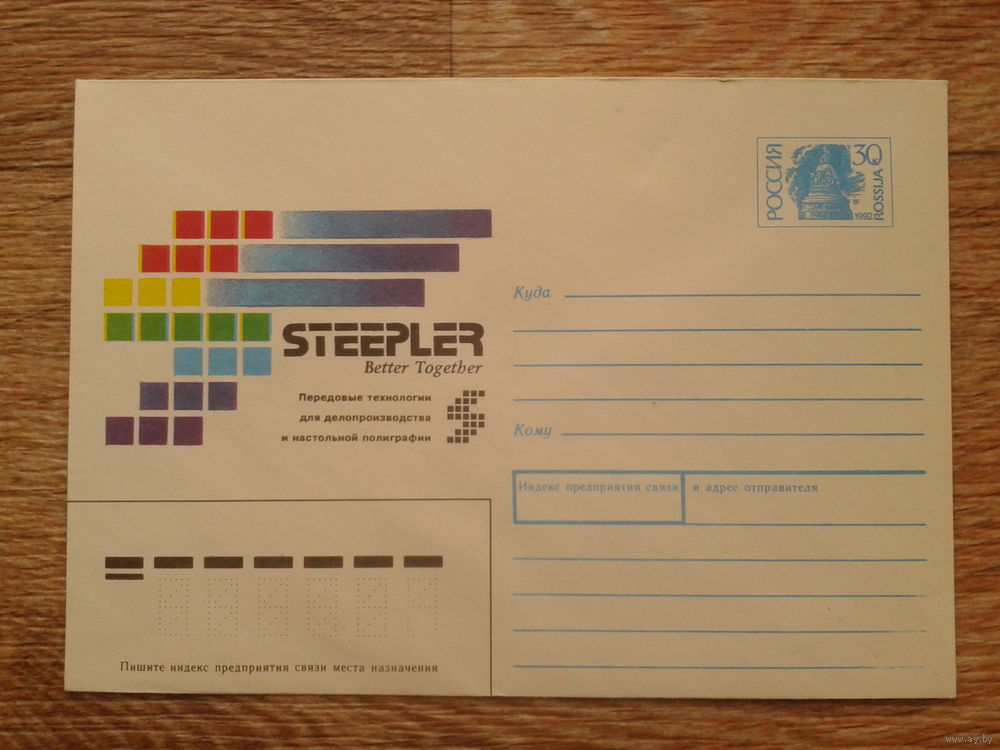 РОССИЯ
30 к.
1992
ROSSIJA
STEEPLER
Better Together
Передовые технологии
для делопроизводства
и настольной полиграфии
Куда
Кому
Индекс предприятия связи и адрес отправителя
Пишите индекс предприятия связи места назначения
www.ay.by